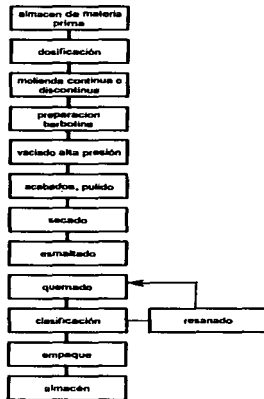 almacen de materia
prima
dosificación
molienda continua o
discontinua
preparacion
barbotina
vaciado alta presión
acabados, pulido
secado
esmaltado
quemado
clasificación
resanado
empaque
almacén